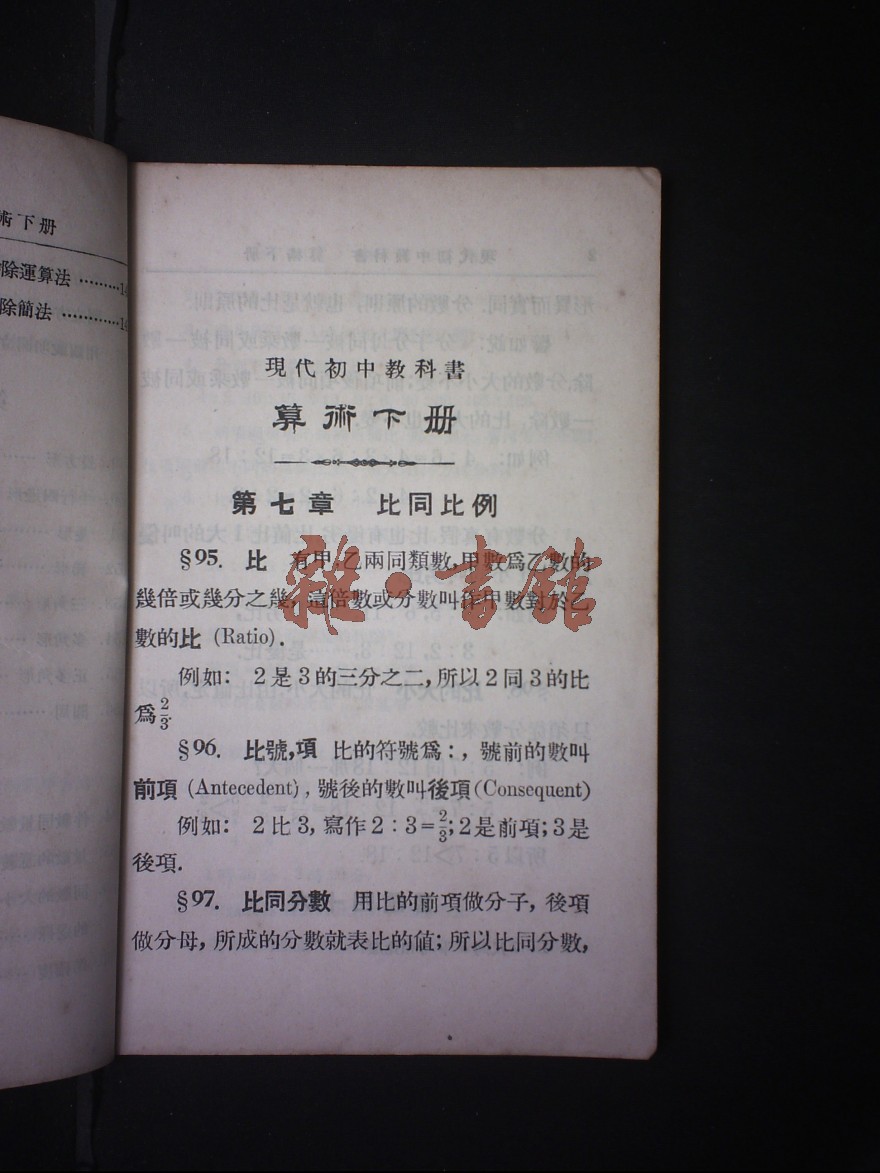 術下册
除運算法 ………
除簡法 …………
現代初中教科書
算術下册
第七章 比同比例
§95. 比 有甲,乙兩同類數,甲數爲乙數的
幾倍或幾分之幾,這倍數或分數叫作甲數對於乙
數的比 (Ratio).
例如: 2是3的三分之二,所以2同3的比
爲2/3.
§96. 比號,項 比的符號爲:,號前的數叫
前項 (Antecedent),號後的數叫後項 (Consequent)
例如: 2比3,寫作2:3=2/3;2是前項;3是
後項.
§97. 比同分數 用比的前項做分子,後項
做分母,所成的分數就表比的値;所以比同分數,
雜·書館